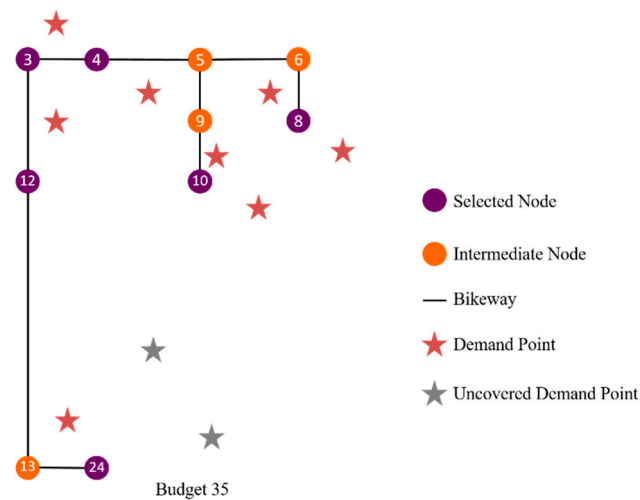 3 4 5 6
9 8
12 10
Selected Node
Intermediate Node
Bikeway
Demand Point
Uncovered Demand Point
13 24
Budget 35